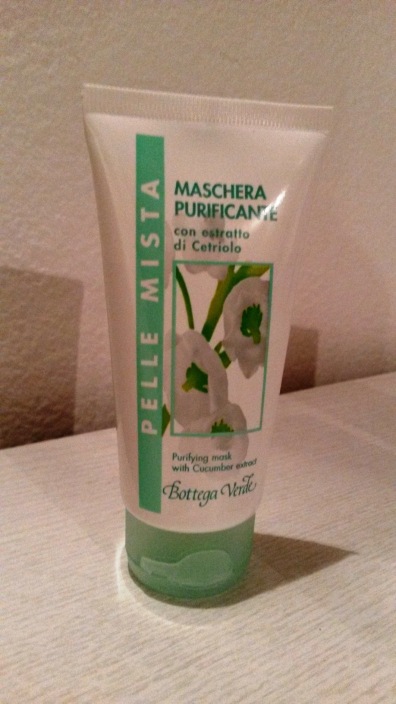 PELLE MISTA
MASCHERA
PURIFICANTE
con estratto
di Cetriolo
Purifying mask
with Cucumber extract
Bottega Verde